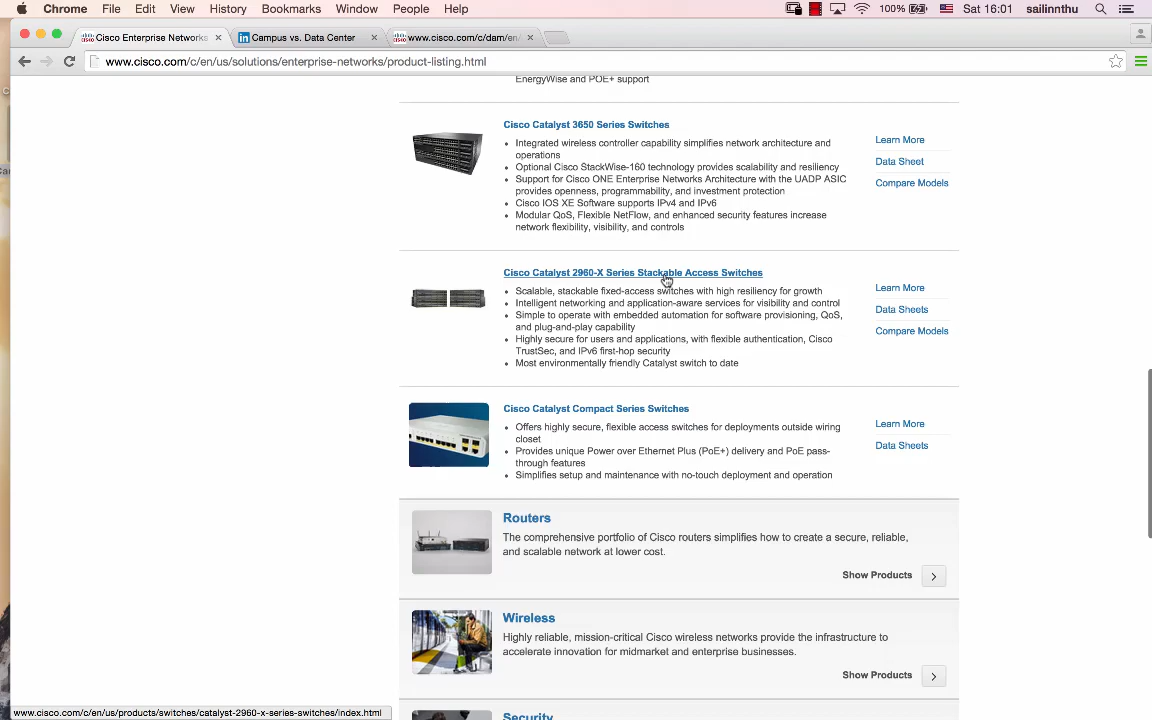 Chrome File Edit View History Bookmarks Window People Help 100% Sat 16:01 sailinnthu
Cisco Enterprise Networks Campus vs. Data Center www.cisco.com/c/dam/en/
www.cisco.com/c/en/us/solutions/enterprise-networks/product-listing.html
EnergyWise and POE+ support
Cisco Catalyst 3650 Series Switches
Integrated wireless controller capability simplifies network architecture and
operations
Optional Cisco StackWise-160 technology provides scalability and resiliency
Support for Cisco ONE Enterprise Networks Architecture with the UADP ASIC
provides openness, programmability, and investment protection
Cisco IOS XE Software supports IPv4 and IPv6
Modular QoS, Flexible NetFlow, and enhanced security features increase
network flexibility, visibility, and controls
Learn More
Data Sheet
Compare Models
Cisco Catalyst 2960-X Series Stackable Access Switches
Scalable, stackable fixed-access switches with high resiliency for growth
Intelligent networking and application-aware services for visibility and control
Simple to operate with embedded automation for software provisioning, QoS,
and plug-and-play capability
Highly secure for users and applications, with flexible authentication, Cisco
TrustSec, and IPv6 first-hop security
Most environmentally friendly Catalyst switch to date
Learn More
Data Sheets
Compare Models
Cisco Catalyst Compact Series Switches
Offers highly secure, flexible access switches for deployments outside wiring
closet
Provides unique Power over Ethernet Plus (PoE+) delivery and PoE pass-
through features
Simplifies setup and maintenance with no-touch deployment and operation
Learn More
Data Sheets
Routers
The comprehensive portfolio of Cisco routers simplifies how to create a secure, reliable,
and scalable network at lower cost.
Show Products
Wireless
Highly reliable, mission-critical Cisco wireless networks provide the infrastructure to
accelerate innovation for midmarket and enterprise businesses.
Show Products
Security
www.cisco.com/c/en/us/products/switches/catalyst-2960-x-series-switches/index.html